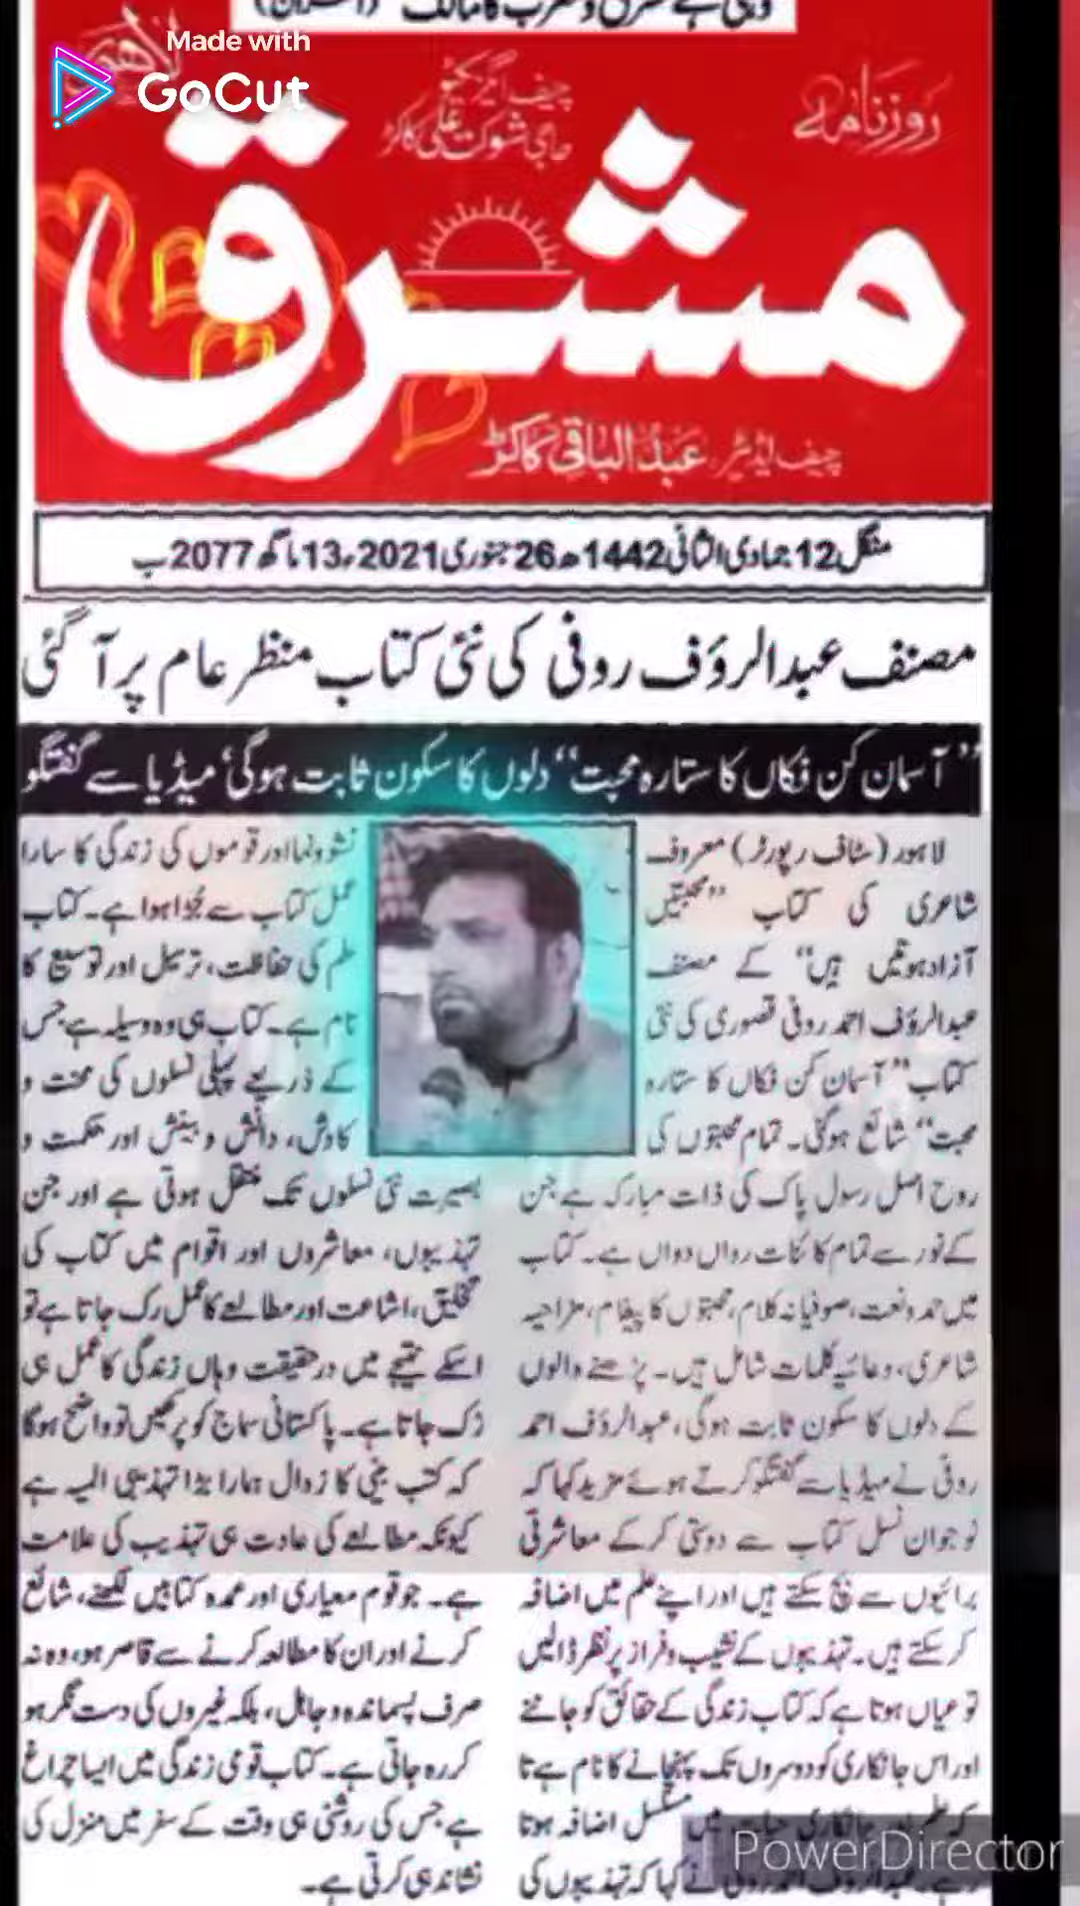 وہی ہے مشرق و مغرب کا مالک (القرآن)
Made with
GoCut
لاہور
چیف ایگزیکٹو
حاجی شوکت علی کاکڑ
روزنامہ
مشرق
چیف ایڈیٹر۔ عبدالباقی کاکڑ
منگل 12 جمادی الثانی 1442ھ 26 جنوری 2021ء، 13 ماگھ 2077 ب
مصنف عبدالرؤف روفی کی نئی کتاب منظر عام پر آ گئی
”آسمان کن فکاں کا ستارہ محبت“ دلوں کا سکون ثابت ہوگی‘ میڈیا سے گفتگو
لاہور (سٹاف رپورٹر) معروف
شاعری کی کتاب ”محبتیں
آزاد ہوتیں ہیں“ کے مصنف
عبدالرؤف احمد روفی قصوری کی نئی
کتاب ”آسمان کن فکاں کا ستارہ
محبت“ شائع ہوگئی۔ تمام محبتوں کی
روح اصل رسول پاک کی ذات مبارکہ ہے جن
کے نور سے تمام کائنات رواں دواں ہے۔ کتاب
میں حمد و نعت، صوفیانہ کلام، محبتوں کا پیغام، مزاحیہ
شاعری، دعائیہ کلمات شامل ہیں۔ پڑھنے والوں
کے دلوں کا سکون ثابت ہوگی، عبدالرؤف احمد
روفی نے میڈیا سے گفتگو کرتے ہوئے مزید کہا کہ
نوجوان نسل کتاب سے دوستی کر کے معاشرتی
برائیوں سے بچ سکتے ہیں اور اپنے علم میں اضافہ
کر سکتے ہیں۔ تہذیبوں کے نشیب و فراز پر نظر ڈالیں
تو عیاں ہوتا ہے کہ کتاب زندگی کے حقائق کو جاننے
اور اس جانکاری کو دوسروں تک پہنچانے کا نام ہے تا
میں مسلسل اضافہ ہوتا
نے کہا کہ تہذیبوں کی
نشوونما اور قوموں کی زندگی کا سارا
عمل کتاب سے جُڑا ہوا ہے۔ کتاب
علم کی حفاظت، ترسیل اور توسیع کا
نام ہے۔ کتاب ہی وہ وسیلہ ہے جس
کے ذریعے پہلی نسلوں کی محنت و
کاوش، دانش و بینش اور حکمت و
بصیرت نئی نسلوں تک منتقل ہوتی ہے اور جن
تہذیبوں، معاشروں اور اقوام میں کتاب کی
تخلیق، اشاعت اور مطالعے کا عمل رک جاتا ہے تو
اسکے نتیجے میں درحقیقت وہاں زندگی کا عمل ہی
رُک جاتا ہے۔ پاکستانی سماج کو پرکھیں تو واضح ہوگا
کہ کتب بینی کا زوال ہمارا بڑا تہذیبی المیہ ہے
کیونکہ مطالعے کی عادت ہی تہذیب کی علامت
ہے۔ جو قوم معیاری اور عمدہ کتابیں لکھنے، شائع
کرنے اور ان کا مطالعہ کرنے سے قاصر ہو، وہ نہ
صرف پسماندہ و جاہل، بلکہ غیروں کی دست نگر ہو
کر رہ جاتی ہے۔ کتاب قومی زندگی میں ایسا چراغ
ہے جس کی روشنی ہی وقت کے سفر میں منزل کی
نشاندہی کرتی ہے۔
PowerDirector